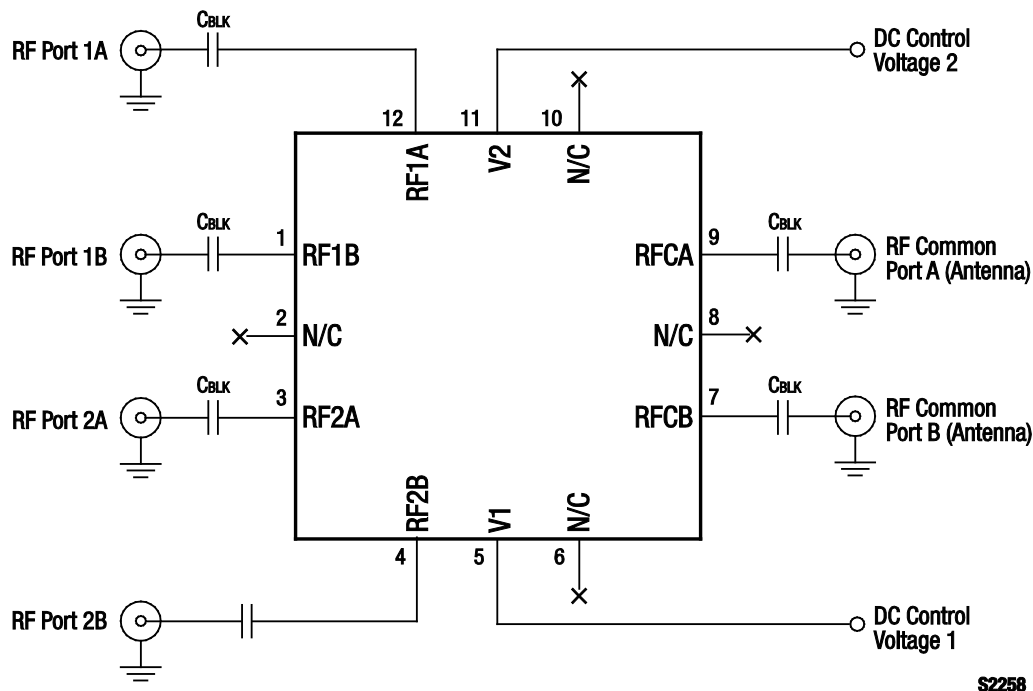 CBLK
RF Port 1A
DC Control
Voltage 2
12
11
10
RF1A
V2
N/C
CBLK
RF Port 1B
1
RF1B
RFCA
9
CBLK
RF Common
Port A (Antenna)
2
N/C
N/C
8
CBLK
RF Port 2A
3
RF2A
RFCB
7
CBLK
RF Common
Port B (Antenna)
RF2B
V1
N/C
4
5
6
RF Port 2B
DC Control
Voltage 1
S2258